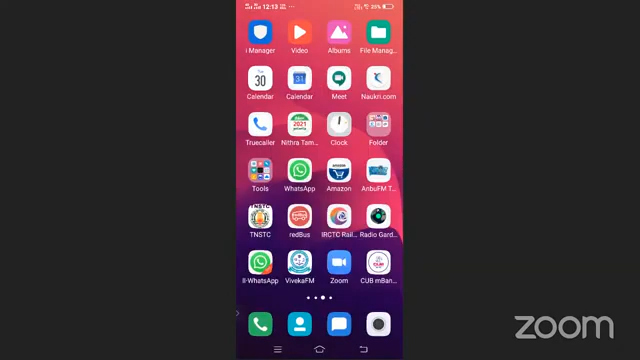 12:13 35%
i Manager Video Albums File Manag...
Tue
30 31
Calendar Calendar Meet Naukri.com
2021
Truecaller Nithra Tam... Clock Folder
amazon
Tools WhatsApp Amazon AnbuFM T...
TNSTC
TNSTC redBus IRCTC Rail... Radio Gard...
CUB
II-WhatsApp VivekaFM Zoom CUB mBan...
zoom